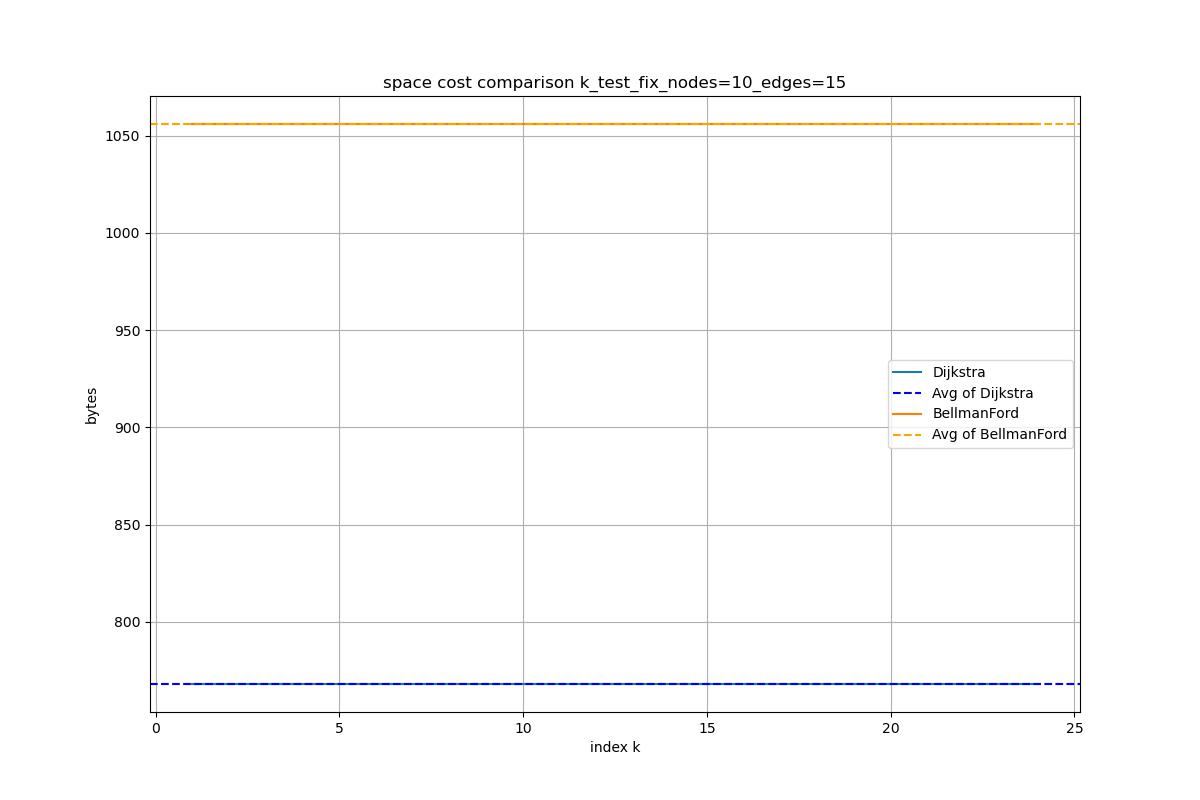 space cost comparison k_test_fix_nodes=10_edges=15
1050
1000
950
900
850
800
bytes
Dijkstra
Avg of Dijkstra
BellmanFord
Avg of BellmanFord
0 5 10 15 20 25
index k